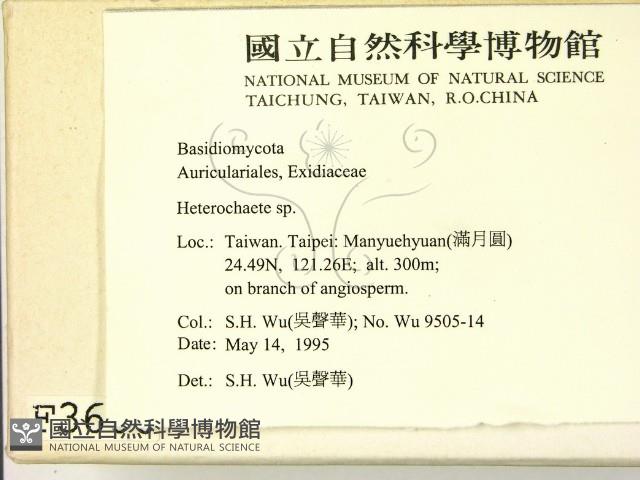 國立自然科學博物館
NATIONAL MUSEUM OF NATURAL SCIENCE
TAICHUNG, TAIWAN, R.O.CHINA
Basidiomycota
Auriculariales, Exidiaceae
Heterochaete sp.
Loc.: Taiwan. Taipei: Manyuehyuan(滿月圓)
24.49N, 121.26E; alt. 300m;
on branch of angiosperm.
Col.: S.H. Wu(吳聲華); No. Wu 9505-14
Date: May 14, 1995
Det.: S.H. Wu(吳聲華)
國立自然科學博物館
NATIONAL MUSEUM OF NATURAL SCIENCE